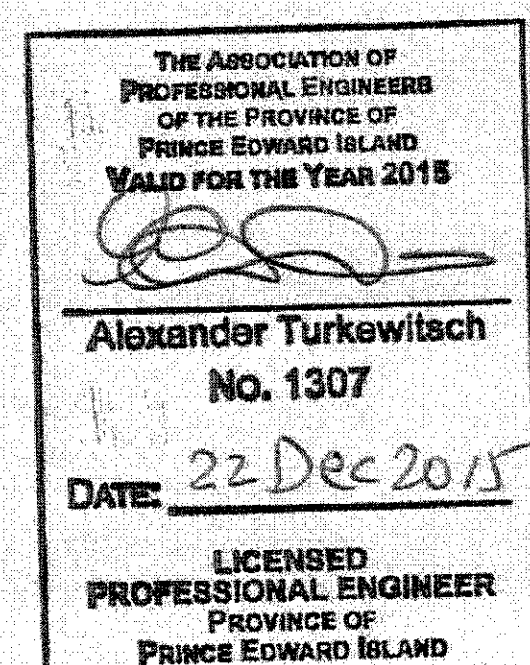 THE ASSOCIATION OF
PROFESSIONAL ENGINEERS
OF THE PROVINCE OF
PRINCE EDWARD ISLAND
VALID FOR THE YEAR 2015
Alexander Turkewitsch
No. 1307
DATE: 22 Dec 2015
LICENSED
PROFESSIONAL ENGINEER
PROVINCE OF
PRINCE EDWARD ISLAND